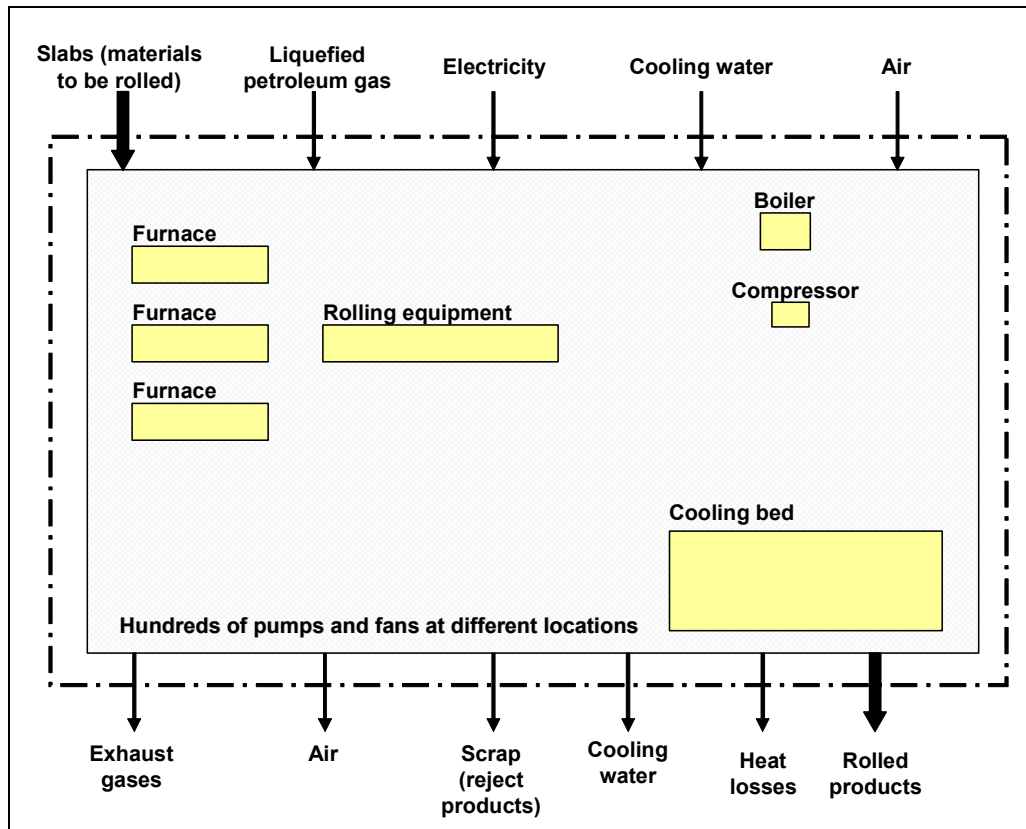 Slabs (materials
to be rolled)
Liquefied
petroleum gas
Electricity
Cooling water
Air
Boiler
Furnace
Compressor
Furnace
Rolling equipment
Furnace
Cooling bed
Hundreds of pumps and fans at different locations
Exhaust
gases
Air
Scrap
(reject
products)
Cooling
water
Heat
losses
Rolled
products